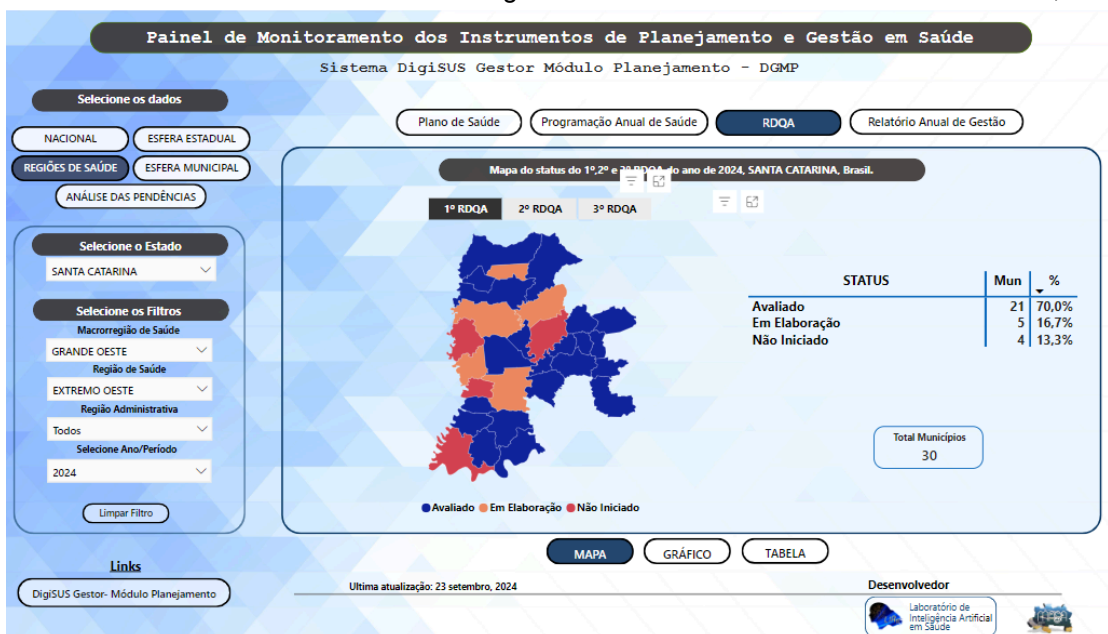 Painel de Monitoramento dos Instrumentos de Planejamento e Gestão em Saúde
Sistema DigiSUS Gestor Módulo Planejamento - DGMP
Selecione os dados
NACIONAL
ESFERA ESTADUAL
REGIÕES DE SAÚDE
ESFERA MUNICIPAL
ANÁLISE DAS PENDÊNCIAS
Plano de Saúde
Programação Anual de Saúde
RDQA
Relatório Anual de Gestão
Selecione o Estado
SANTA CATARINA
Selecione os Filtros
Macrorregião de Saúde
GRANDE OESTE
Região de Saúde
EXTREMO OESTE
Região Administrativa
Todos
Selecione Ano/Período
2024
Limpar Filtro
Links
DigiSUS Gestor- Módulo Planejamento
Mapa do status do 1º,2º e do ano de 2024, SANTA CATARINA, Brasil.
1º RDQA 2º RDQA 3º RDQA
STATUS Mun %
Avaliado 21 70,0%
Em Elaboração 5 16,7%
Não Iniciado 4 13,3%
Total Municípios
30
Avaliado Em Elaboração Não Iniciado
MAPA GRÁFICO TABELA
Ultima atualização: 23 setembro, 2024
Desenvolvedor
Laboratório de
Inteligência Artificial
em Saúde